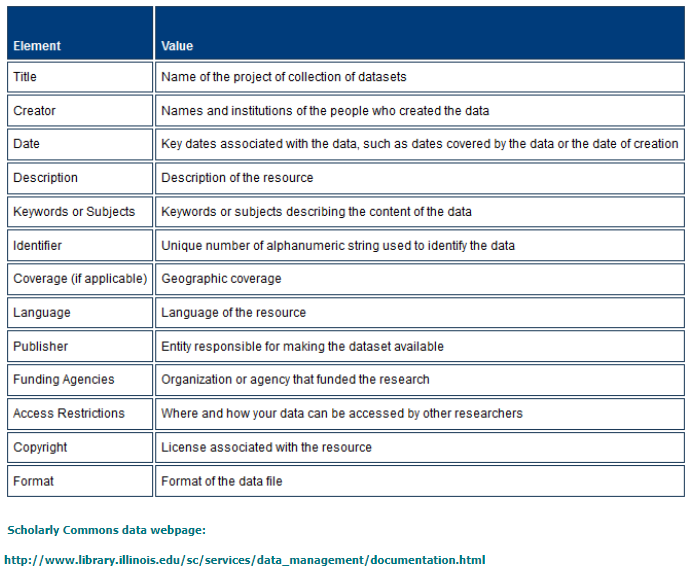 Element Value
Title Name of the project of collection of datasets
Creator Names and institutions of the people who created the data
Date Key dates associated with the data, such as dates covered by the data or the date of creation
Description Description of the resource
Keywords or Subjects Keywords or subjects describing the content of the data
Identifier Unique number of alphanumeric string used to identify the data
Coverage (if applicable) Geographic coverage
Language Language of the resource
Publisher Entity responsible for making the dataset available
Funding Agencies Organization or agency that funded the research
Access Restrictions Where and how your data can be accessed by other researchers
Copyright License associated with the resource
Format Format of the data file
Scholarly Commons data webpage:
http://www.library.illinois.edu/sc/services/data_management/documentation.html